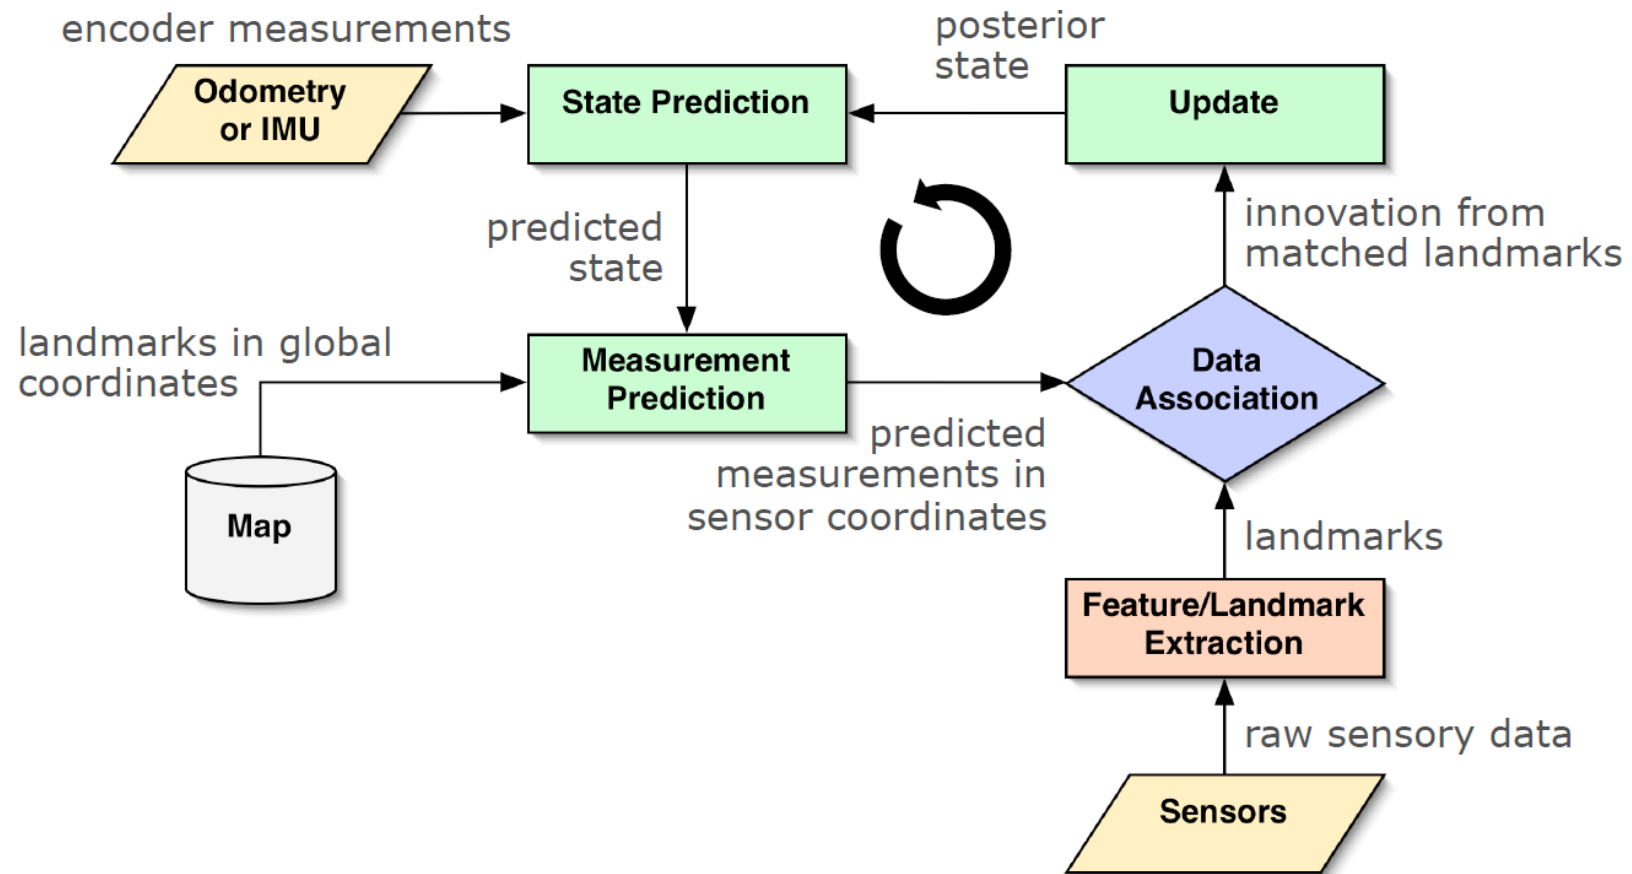 encoder measurements
Odometry
or IMU
State Prediction
posterior
state
Update
predicted
state
innovation from
matched landmarks
landmarks in global
coordinates
Measurement
Prediction
Data
Association
predicted
measurements in
sensor coordinates
Map
landmarks
Feature/Landmark
Extraction
raw sensory data
Sensors